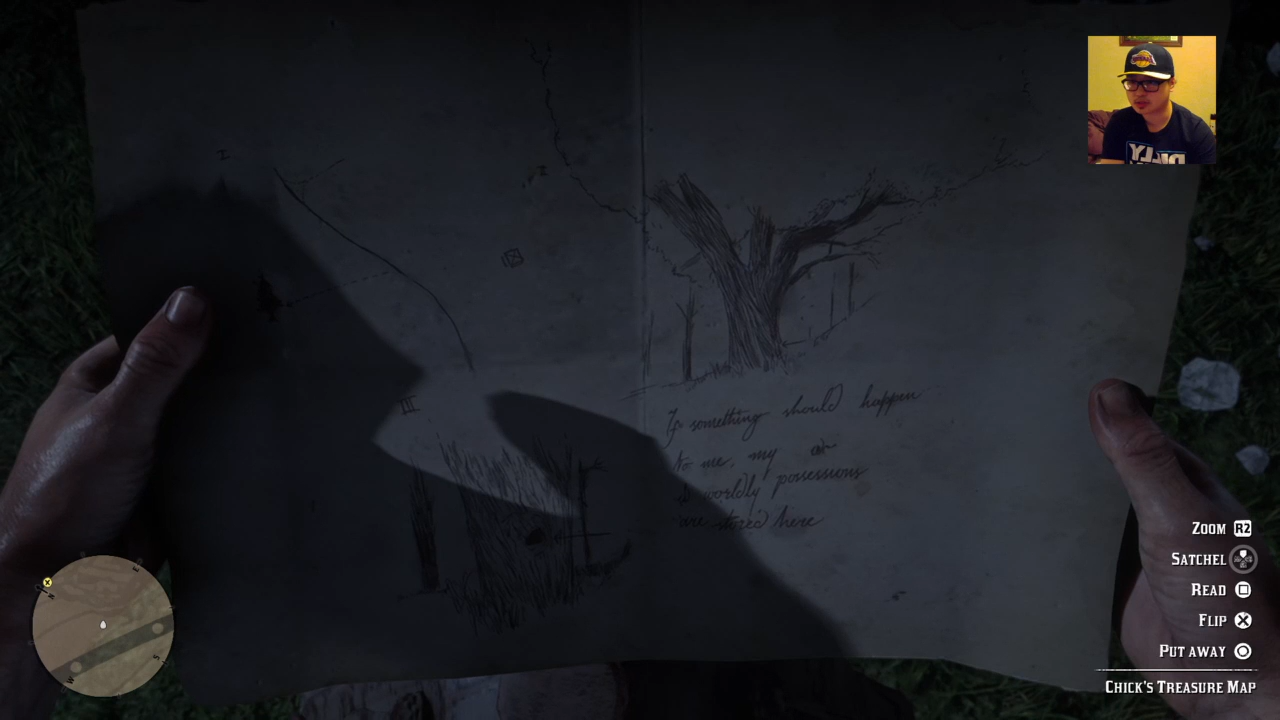 III
If something should happen
to me, my
worldly possessions
are stored here
Zoom R2
Satchel
Read
Flip
Put away
Chick's Treasure Map